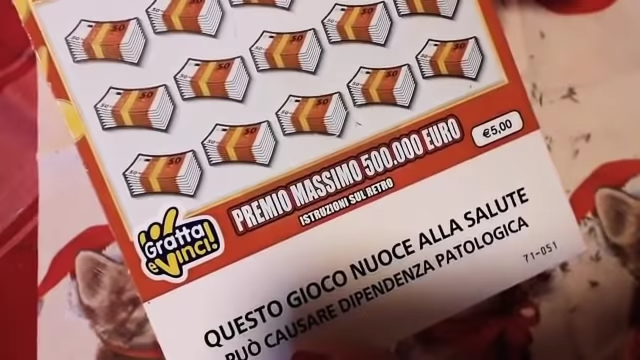 PREMIO MASSIMO 500.000 EURO
€5,00
ISTRUZIONI SUL RETRO
Gratta
e Vinci!
QUESTO GIOCO NUOCE ALLA SALUTE
PUÒ CAUSARE DIPENDENZA PATOLOGICA
71-051